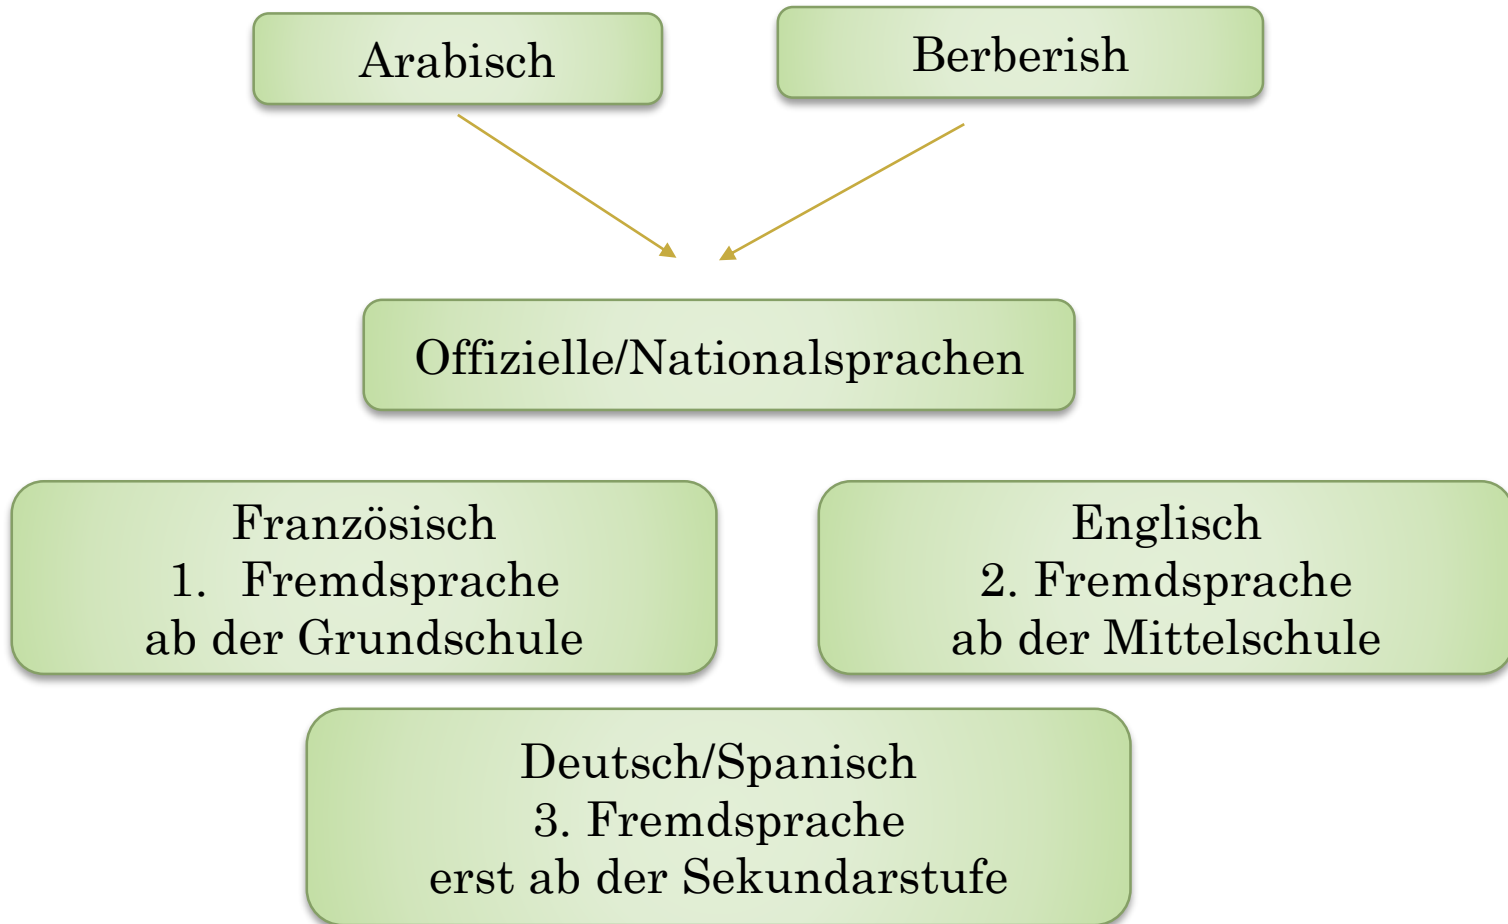 Arabisch
Berberish
Offizielle/Nationalsprachen
Französisch
1. Fremdsprache
ab der Grundschule
Englisch
2. Fremdsprache
ab der Mittelschule
Deutsch/Spanisch
3. Fremdsprache
erst ab der Sekundarstufe